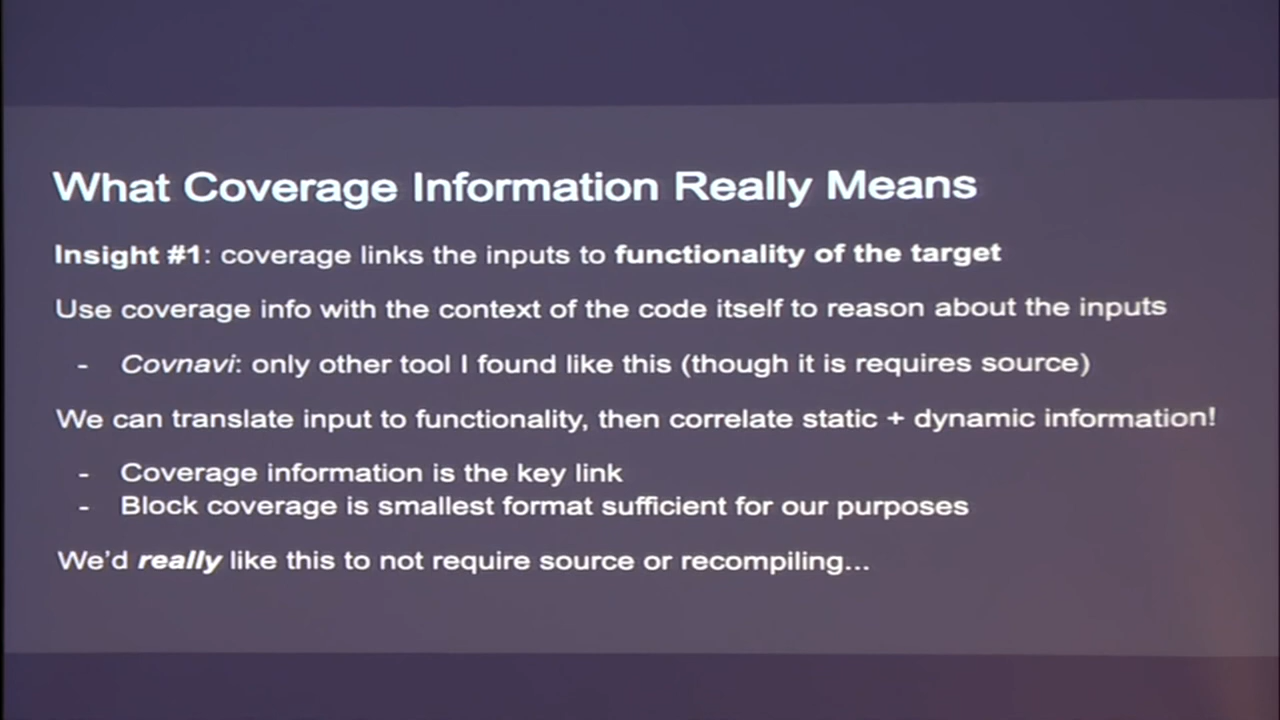 What Coverage Information Really Means
Insight #1: coverage links the inputs to functionality of the target
Use coverage info with the context of the code itself to reason about the inputs
- Covnavi: only other tool I found like this (though it is requires source)
We can translate input to functionality, then correlate static + dynamic information!
- Coverage information is the key link
- Block coverage is smallest format sufficient for our purposes
We'd really like this to not require source or recompiling...